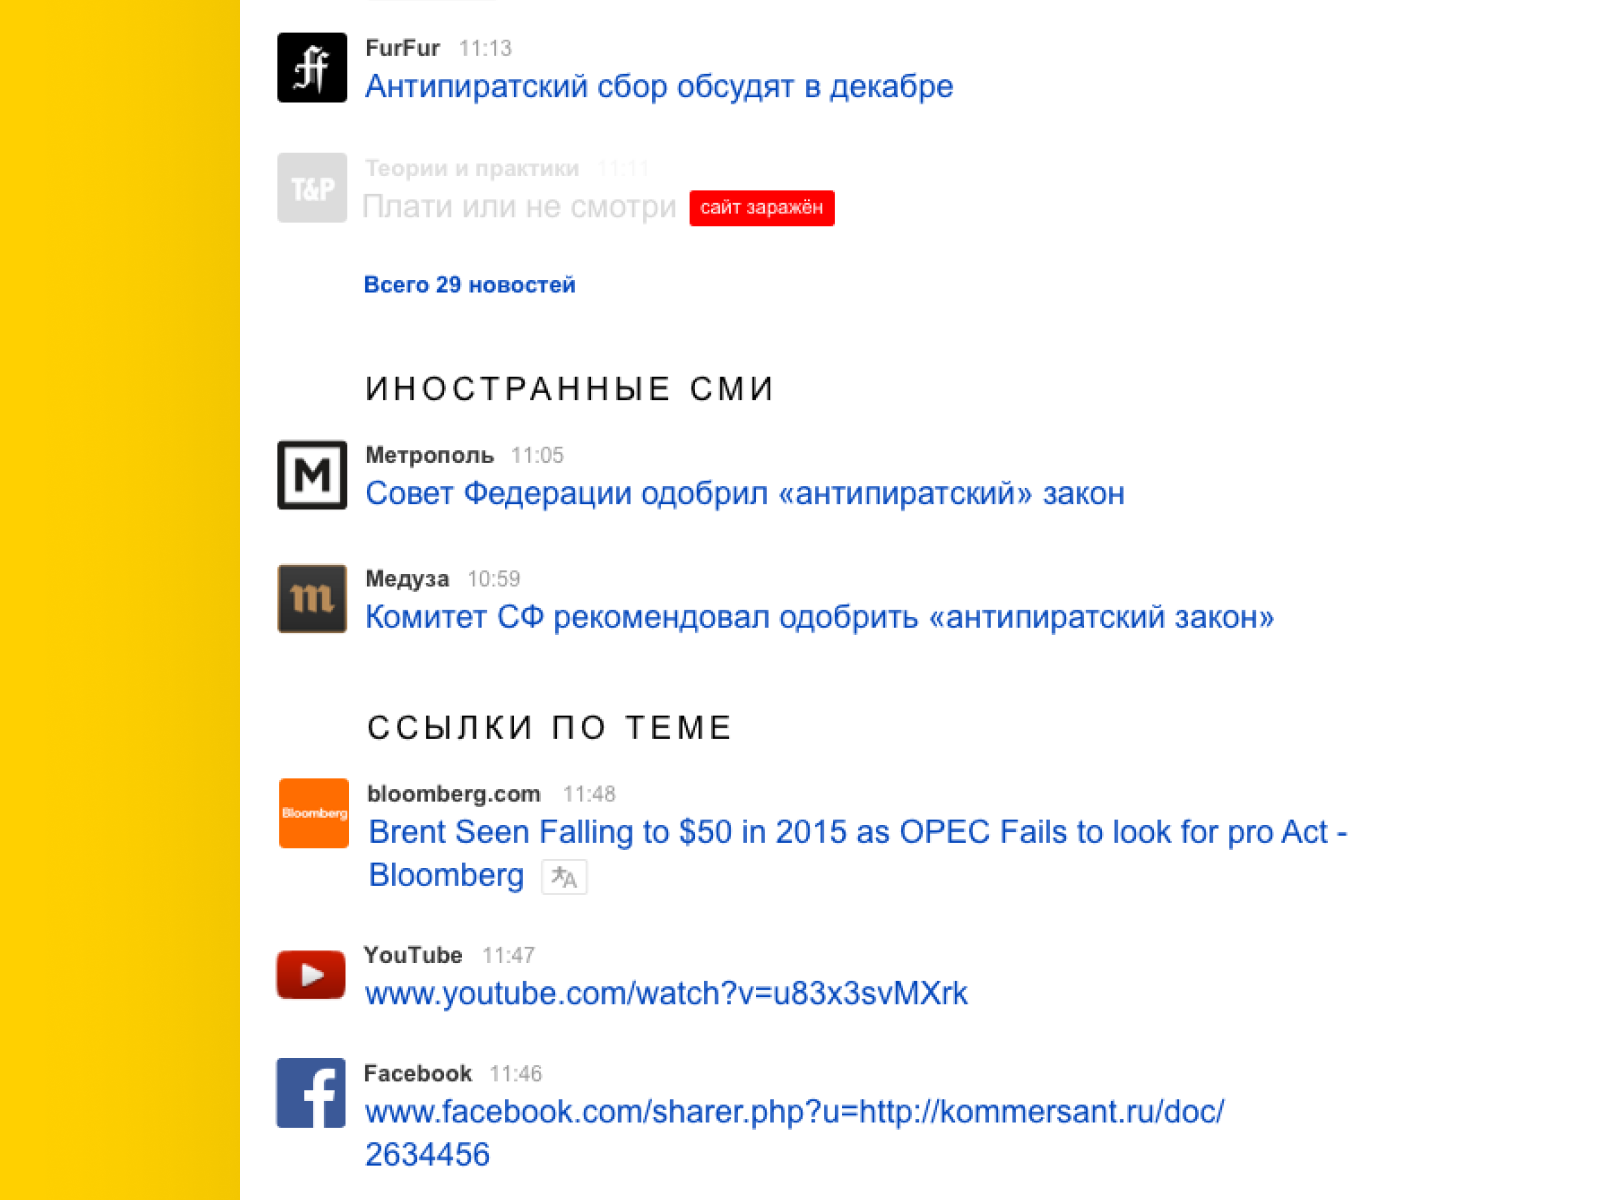 ff
FurFur 11:13
Антипиратский сбор обсудят в декабре
T&P
Теории и практики 11:11
Плати или не смотри сайт заражён
Всего 29 новостей
ИНОСТРАННЫЕ СМИ
M
Метрополь 11:05
Совет Федерации одобрил «антипиратский» закон
m
Медуза 10:59
Комитет СФ рекомендовал одобрить «антипиратский закон»
ССЫЛКИ ПО ТЕМЕ
Bloomberg
bloomberg.com 11:48
Brent Seen Falling to $50 in 2015 as OPEC Fails to look for pro Act -
Bloomberg
YouTube 11:47
www.youtube.com/watch?v=u83x3svMXrk
f
Facebook 11:46
www.facebook.com/sharer.php?u=http://kommersant.ru/doc/
2634456